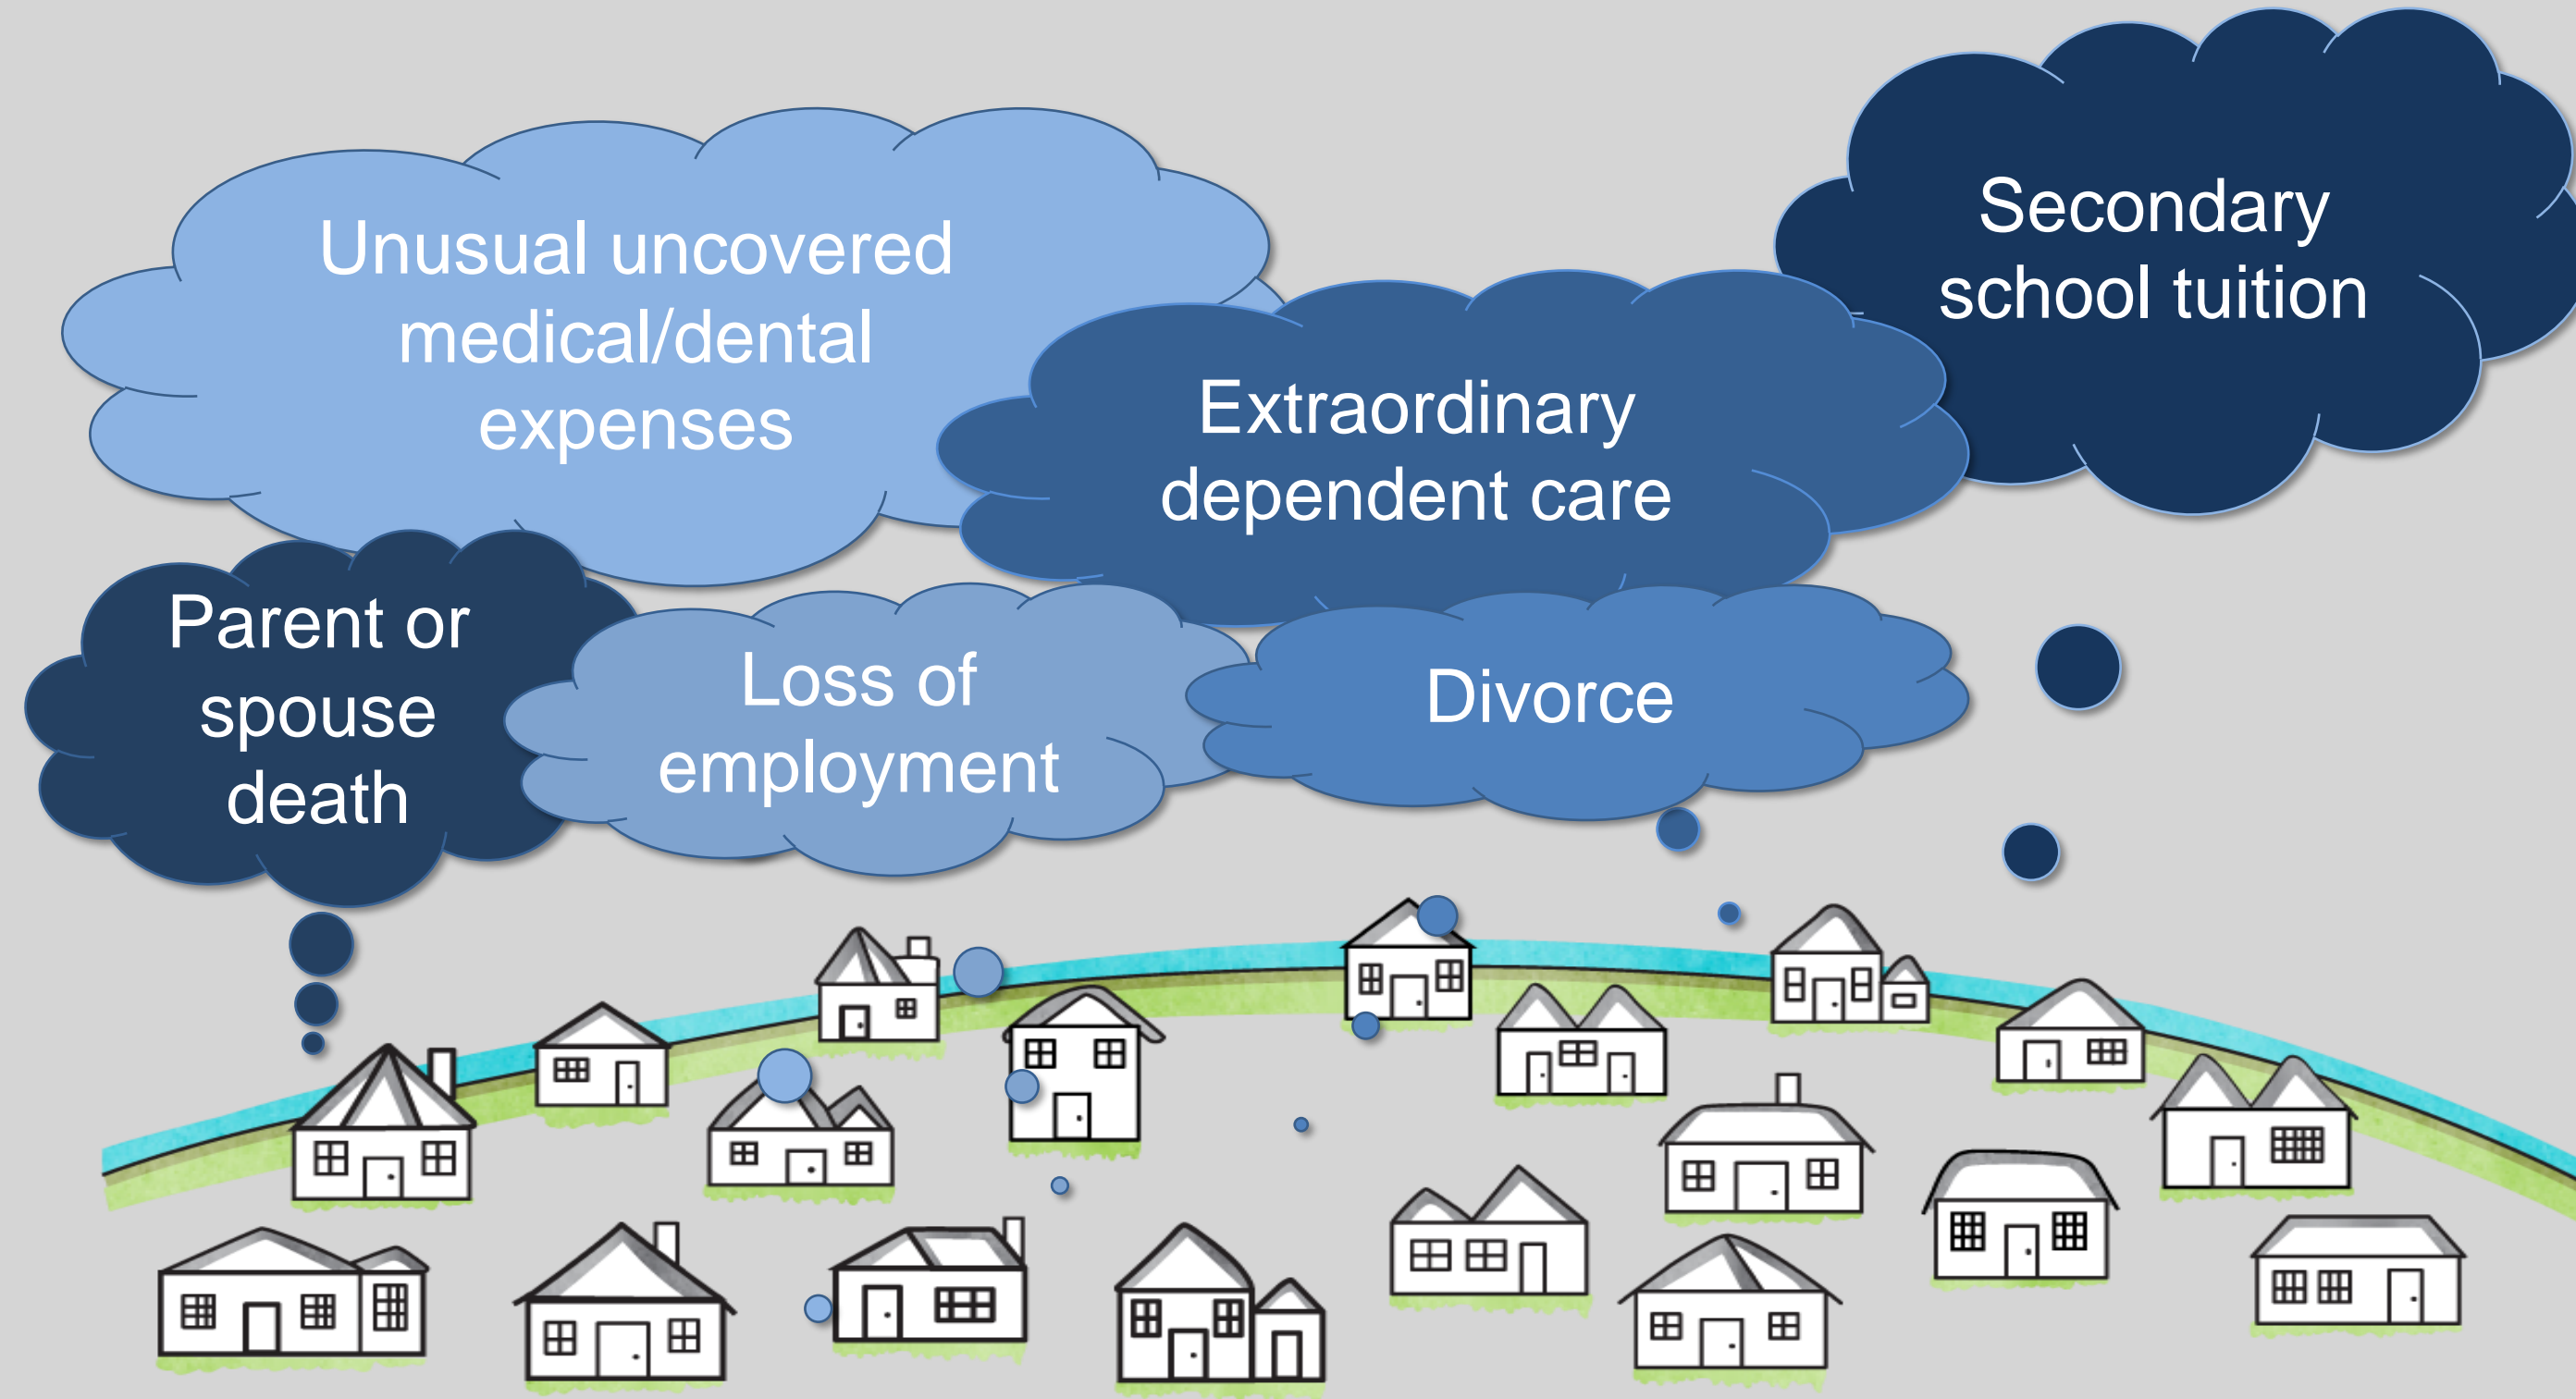 Unusual uncovered
medical/dental
expenses
Secondary
school tuition
Extraordinary
dependent care
Parent or
spouse
death
Loss of
employment
Divorce